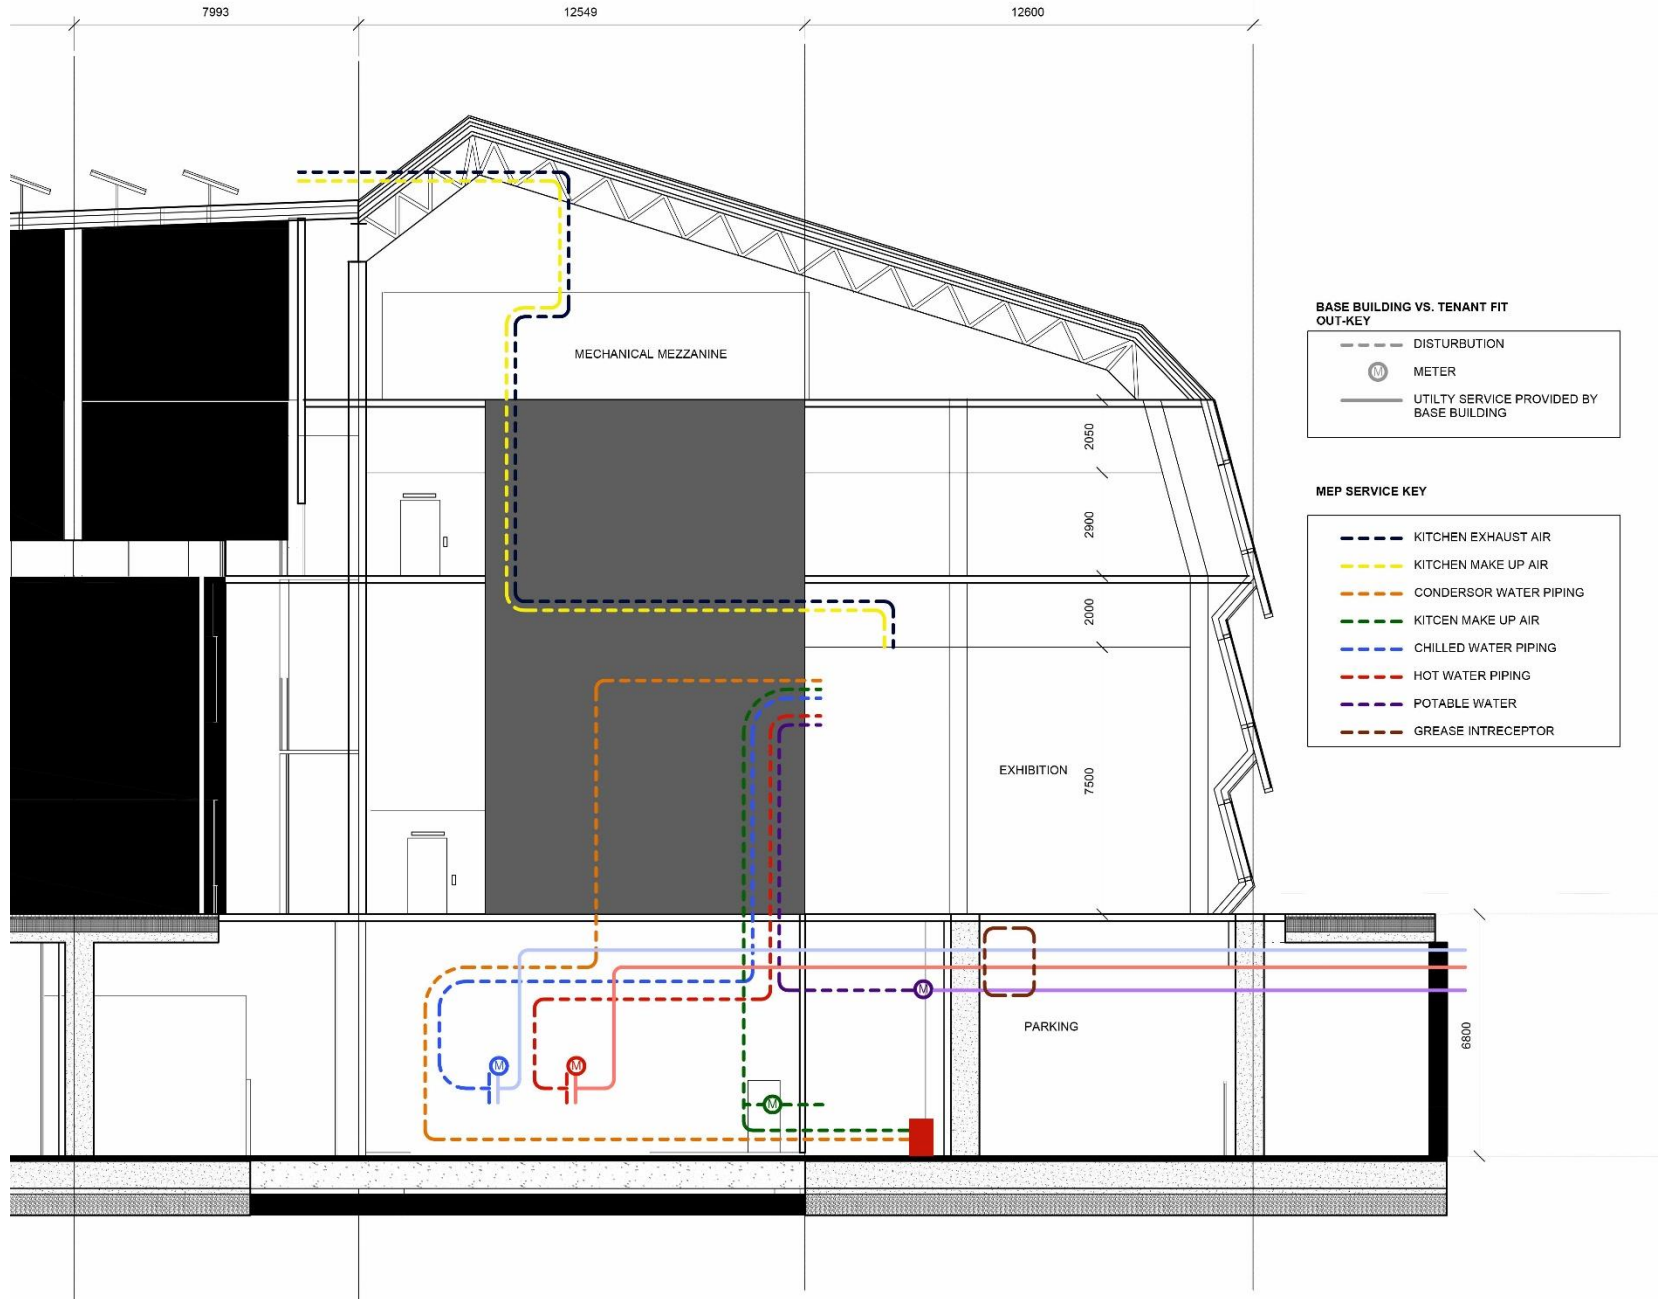 7993
12549
12600
BASE BUILDING VS. TENANT FIT
OUT-KEY
DISTURBUTION
M
METER
UTILTY SERVICE PROVIDED BY
BASE BUILDING
MECHANICAL MEZZANINE
2050
2900
2000
7500
6800
MEP SERVICE KEY
KITCHEN EXHAUST AIR
KITCHEN MAKE UP AIR
CONDERSOR WATER PIPING
KITCEN MAKE UP AIR
CHILLED WATER PIPING
HOT WATER PIPING
POTABLE WATER
GREASE INTRECEPTOR
EXHIBITION
M
PARKING
M
M
M